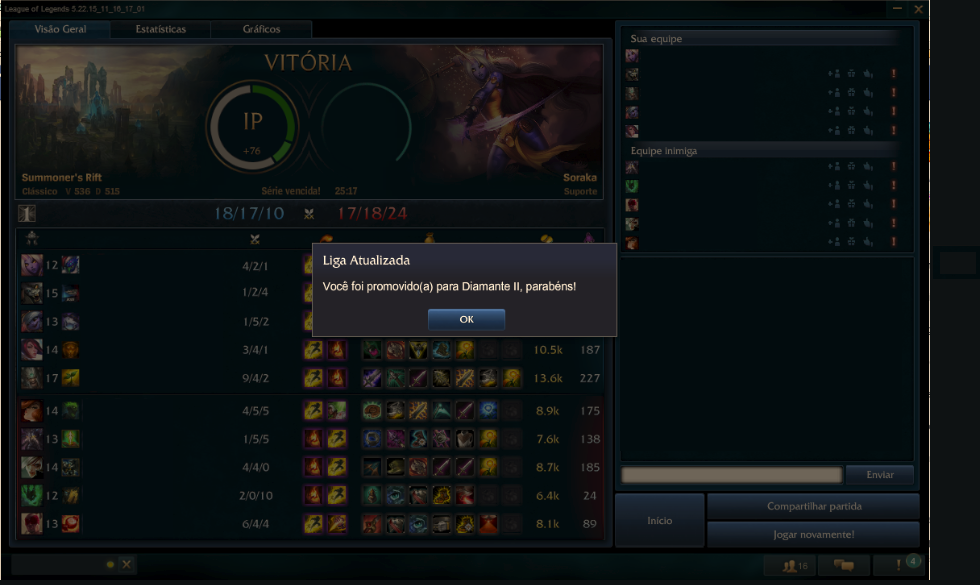 League of Legends 5.22.15_11_16_17_01
Visão Geral Estatísticas Gráficos
VITÓRIA
IP
+76
Summoner's Rift
Clássico V 536 D 515
Série vencida! 25:17
Soraka
Suporte
1 18/17/10 17/18/24
12 4/2/1
15 1/2/4
13 1/5/2
14 3/4/1 10.5k 187
17 9/4/2 13.6k 227
14 4/5/5 8.9k 175
13 1/5/5 7.6k 138
14 4/4/0 8.7k 185
12 2/0/10 6.4k 24
13 6/4/4 8.1k 89
Liga Atualizada
Você foi promovido(a) para Diamante II, parabéns!
OK
Sua equipe
Equipe inimiga
Enviar
Início
Compartilhar partida
Jogar novamente!
16
4